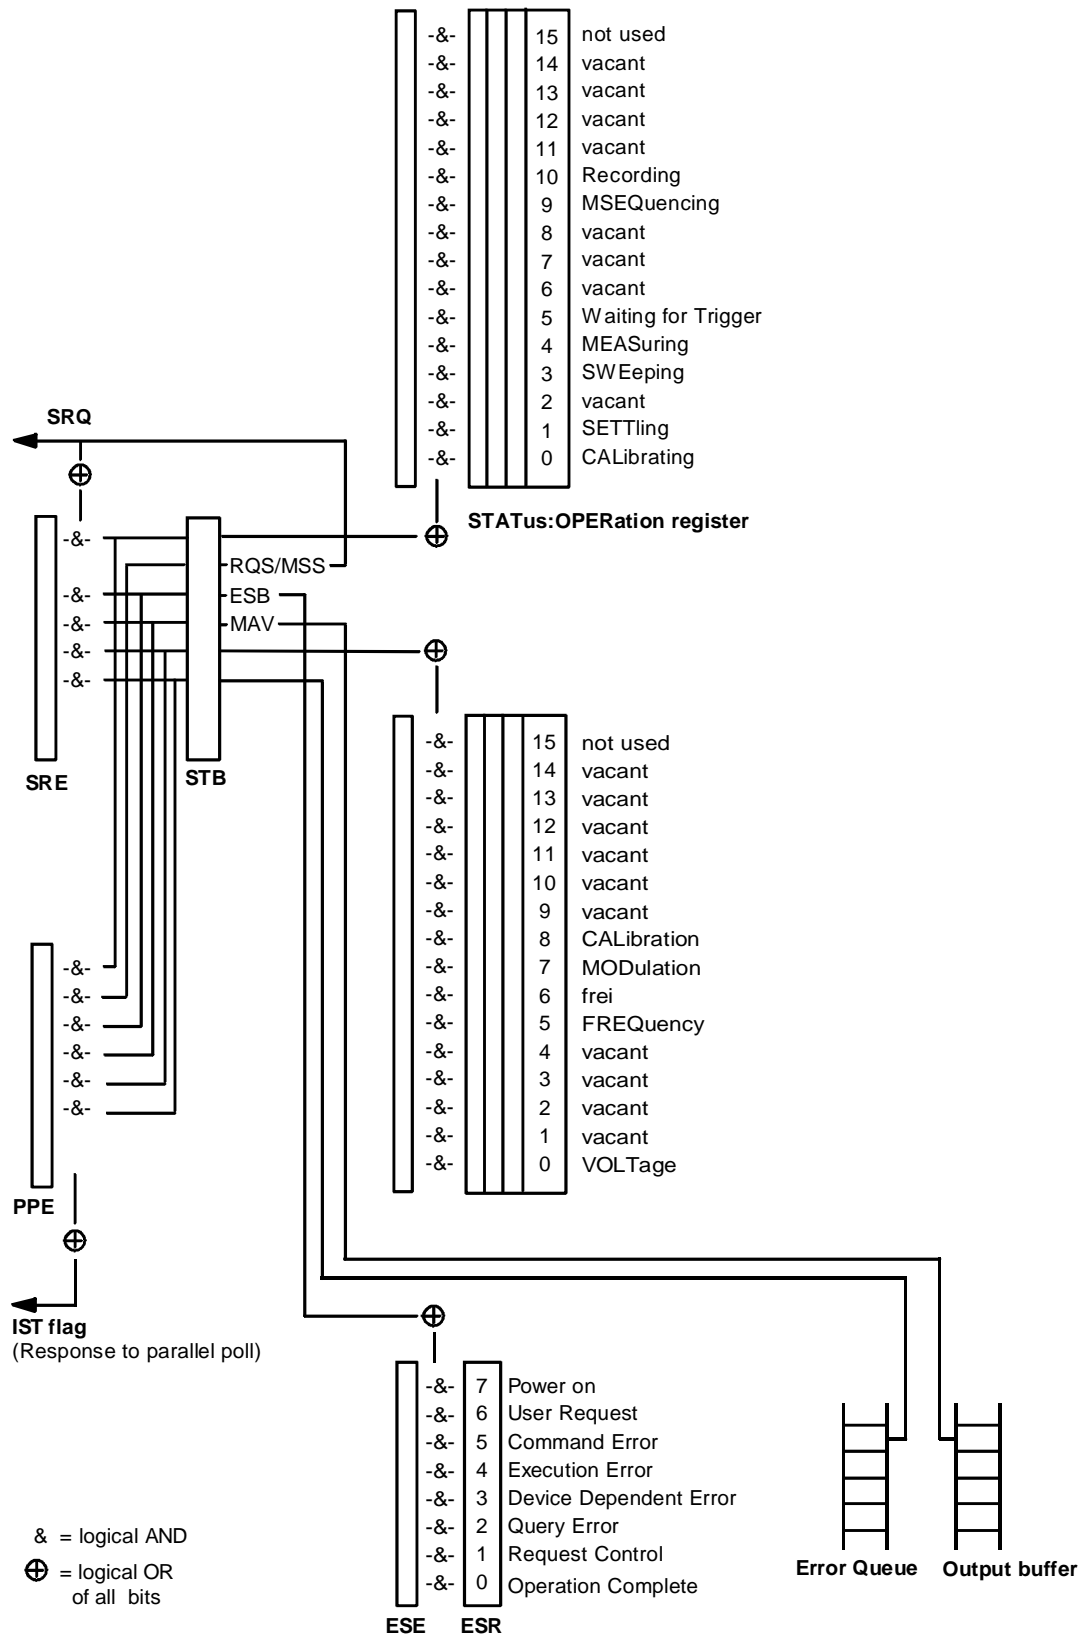 -&- 15 not used
-&- 14 vacant
-&- 13 vacant
-&- 12 vacant
-&- 11 vacant
-&- 10 Recording
-&- 9 MSEQuencing
-&- 8 vacant
-&- 7 vacant
-&- 6 vacant
-&- 5 Waiting for Trigger
-&- 4 MEASuring
-&- 3 SWEeping
-&- 2 vacant
-&- 1 SETTling
-&- 0 CALibrating
STATus:OPERation register
SRQ
-&-
RQS/MSS
-&- ESB
-&- MAV
-&-
-&-
SRE
STB
-&- 15 not used
-&- 14 vacant
-&- 13 vacant
-&- 12 vacant
-&- 11 vacant
-&- 10 vacant
-&- 9 vacant
-&- 8 CALibration
-&- 7 MODulation
-&- 6 frei
-&- 5 FREQuency
-&- 4 vacant
-&- 3 vacant
-&- 2 vacant
-&- 1 vacant
-&- 0 VOLTage
-&-
-&-
-&-
-&-
-&-
-&-
PPE
IST flag
(Response to parallel poll)
-&- 7 Power on
-&- 6 User Request
-&- 5 Command Error
-&- 4 Execution Error
-&- 3 Device Dependent Error
-&- 2 Query Error
-&- 1 Request Control
-&- 0 Operation Complete
ESE
ESR
Error Queue
Output buffer
& = logical AND
⊕ = logical OR
of all bits